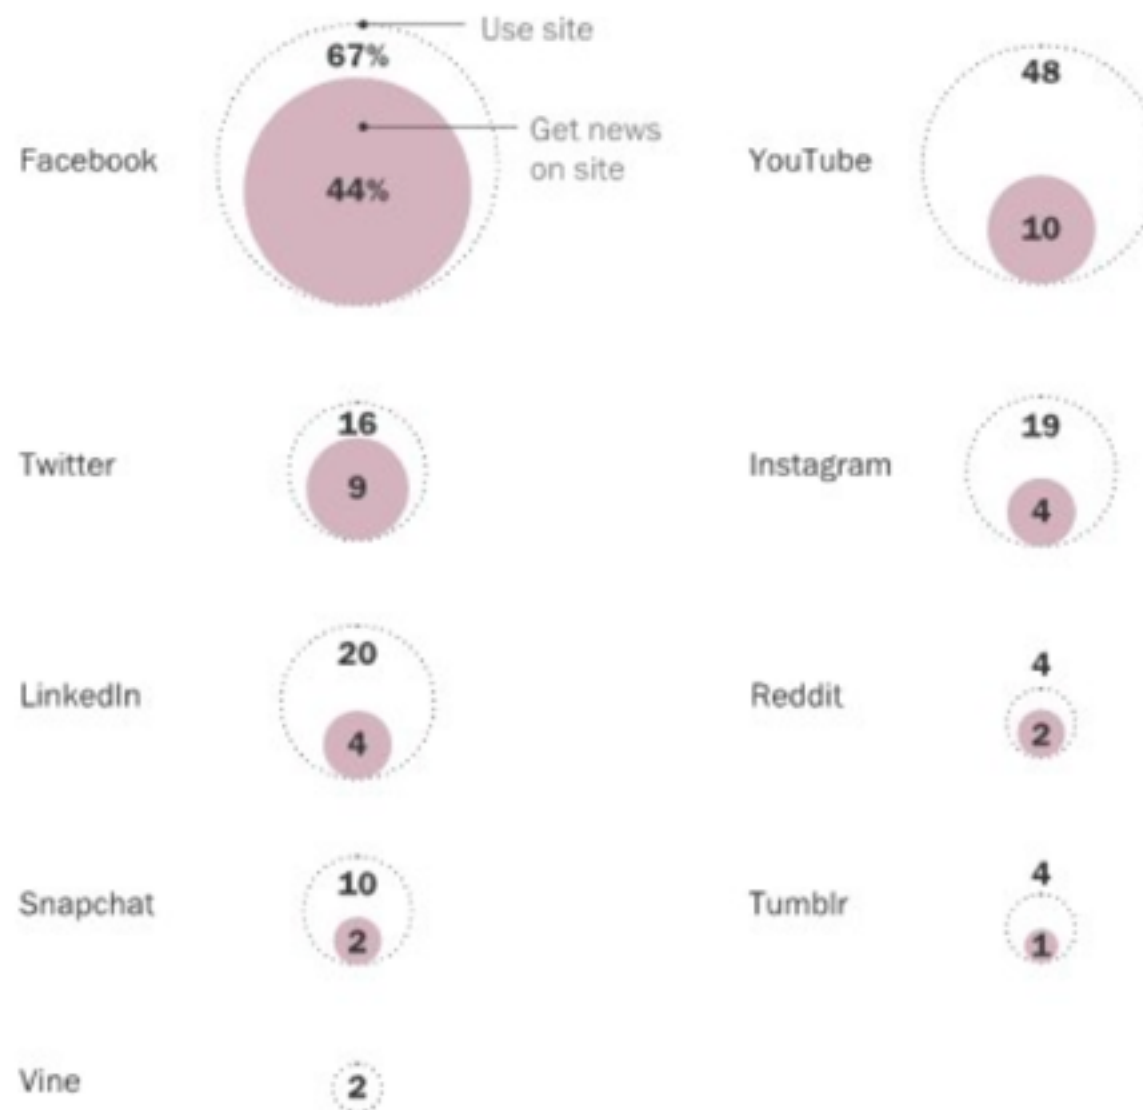 Use site
67%
Get news
on site
Facebook
44%
YouTube
48
10
Twitter
16
9
Instagram
19
4
LinkedIn
20
4
Reddit
4
2
Snapchat
10
2
Tumblr
4
1
Vine
2